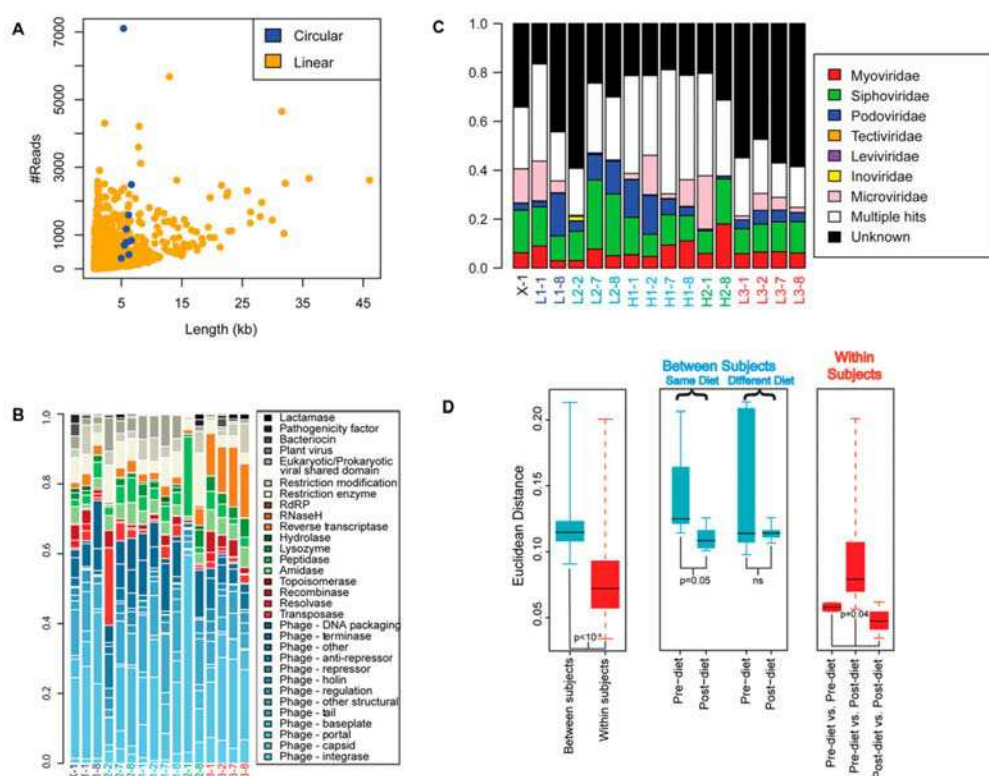 A
7000
5000
3000
1000
0
#Reads
5
15
25
35
45
Length (kb)
Circular
Linear
C
1.0
0.8
0.6
0.4
0.2
0.0
X-1
L1-1
L1-8
L2-2
L2-7
L2-8
H1-1
H1-2
H1-7
H1-8
H2-1
H2-8
L3-1
L3-2
L3-7
L3-8
Myoviridae
Siphoviridae
Podoviridae
Tectiviridae
Leviviridae
Inoviridae
Microviridae
Multiple hits
Unknown
B
1.0
0.8
0.6
0.4
0.2
0.0
Lactamase
Pathogenicity factor
Bacteriocin
Plant virus
Eukaryotic/Prokaryotic
viral shared domain
Restriction modification
Restriction enzyme
RdRP
RNaseH
Reverse transcriptase
Hydrolase
Lysozyme
Peptidase
Amidase
Topoisomerase
Recombinase
Resolvase
Transposase
Phage - DNA packaging
Phage - terminase
Phage - other
Phage - anti-repressor
Phage - repressor
Phage - holin
Phage - regulation
Phage - other structural
Phage - tail
Phage - baseplate
Phage - portal
Phage - capsid
Phage - integrase
D
Between Subjects
Same Diet Different Diet
Within
Subjects
0.20
0.15
0.10
0.05
Euclidean Distance
p=0.05
ns
p=0.04
Between subjects
Within subjects
Pre-diet
Post-diet
Pre-diet
Post-diet
Pre-diet vs. Pre-diet
Pre-diet vs. Post-diet
Post-diet vs. Post-diet